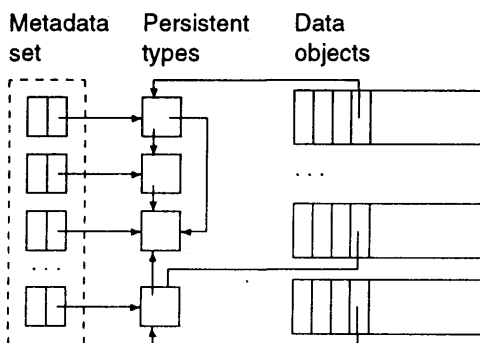 Metadata set
Persistent types
Data objects
. . .
. . . .